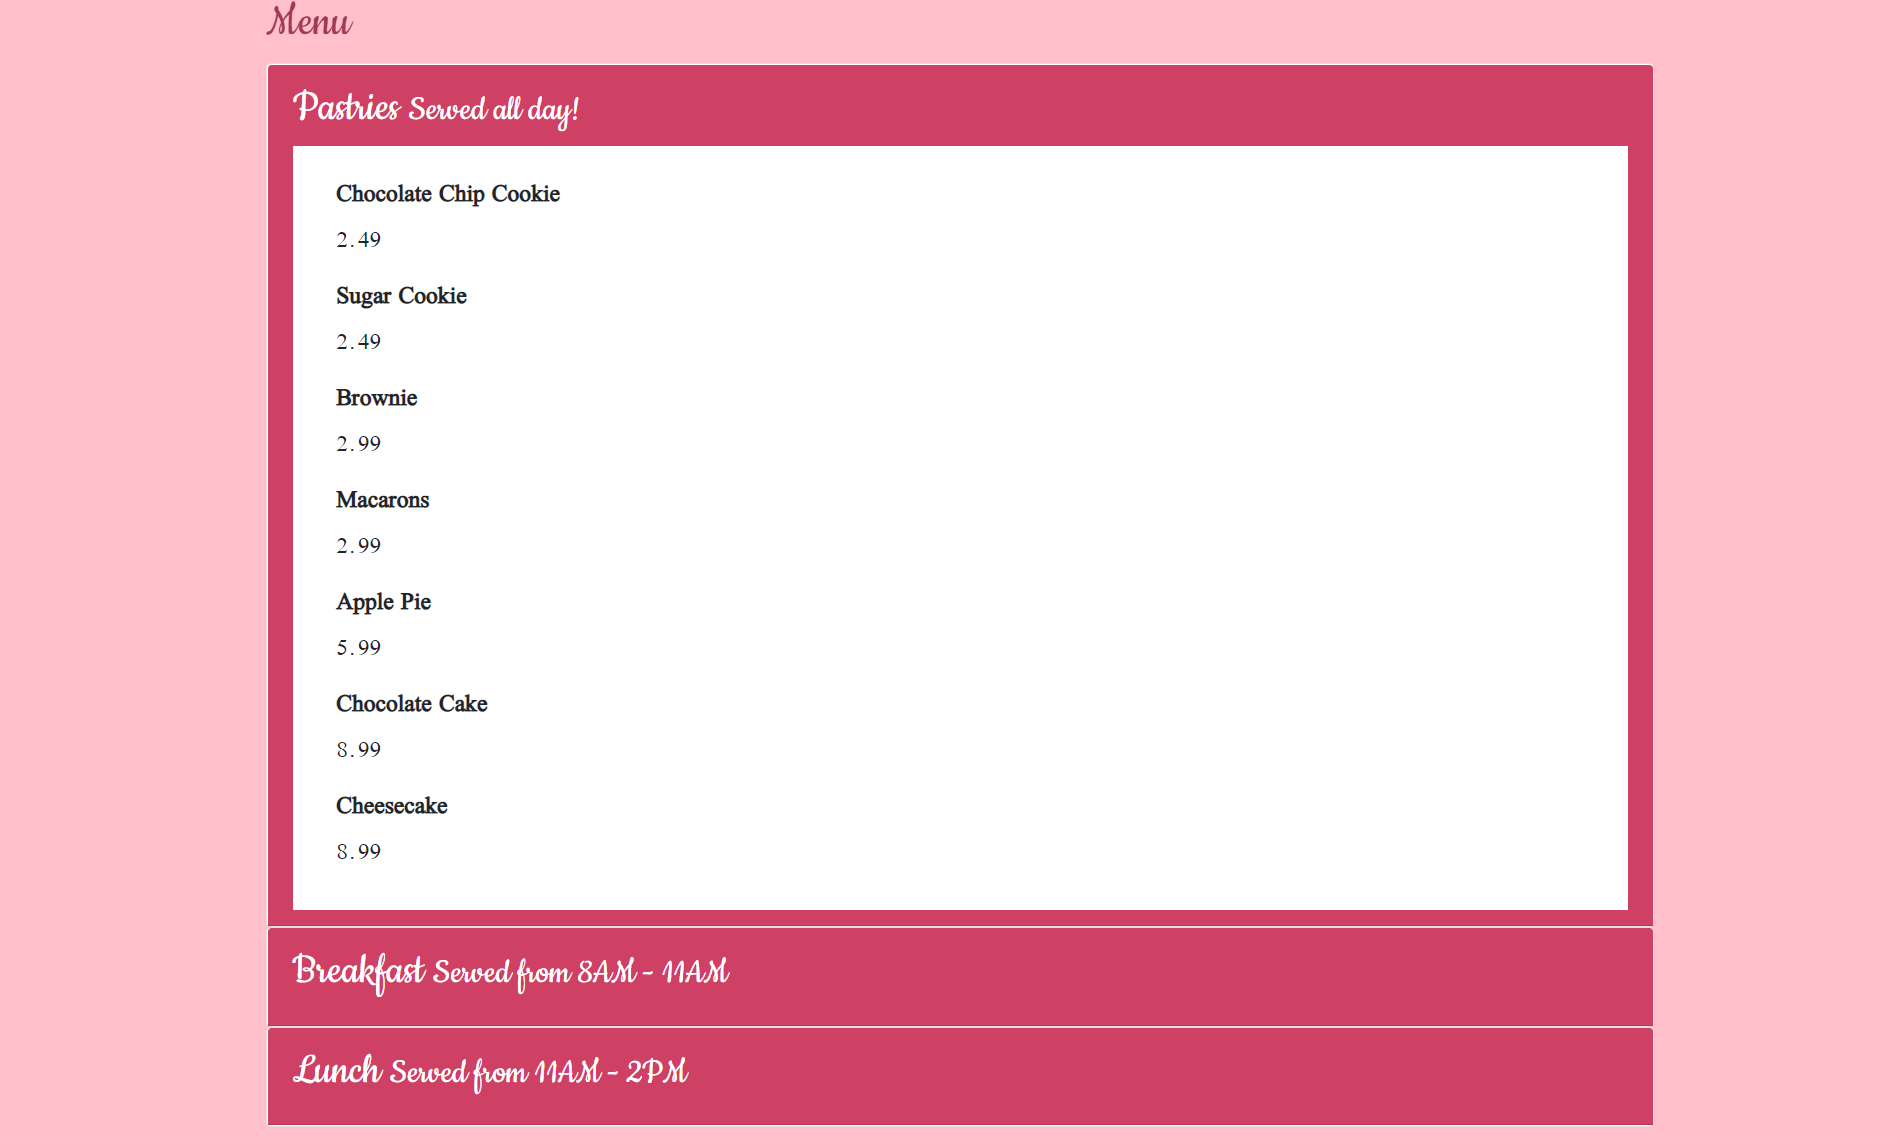 Menu
Pastries Served all day!
Chocolate Chip Cookie
2.49
Sugar Cookie
2.49
Brownie
2.99
Macarons
2.99
Apple Pie
5.99
Chocolate Cake
8.99
Cheesecake
8.99
Breakfast Served from 8AM - 11AM
Lunch Served from 11AM - 2PM